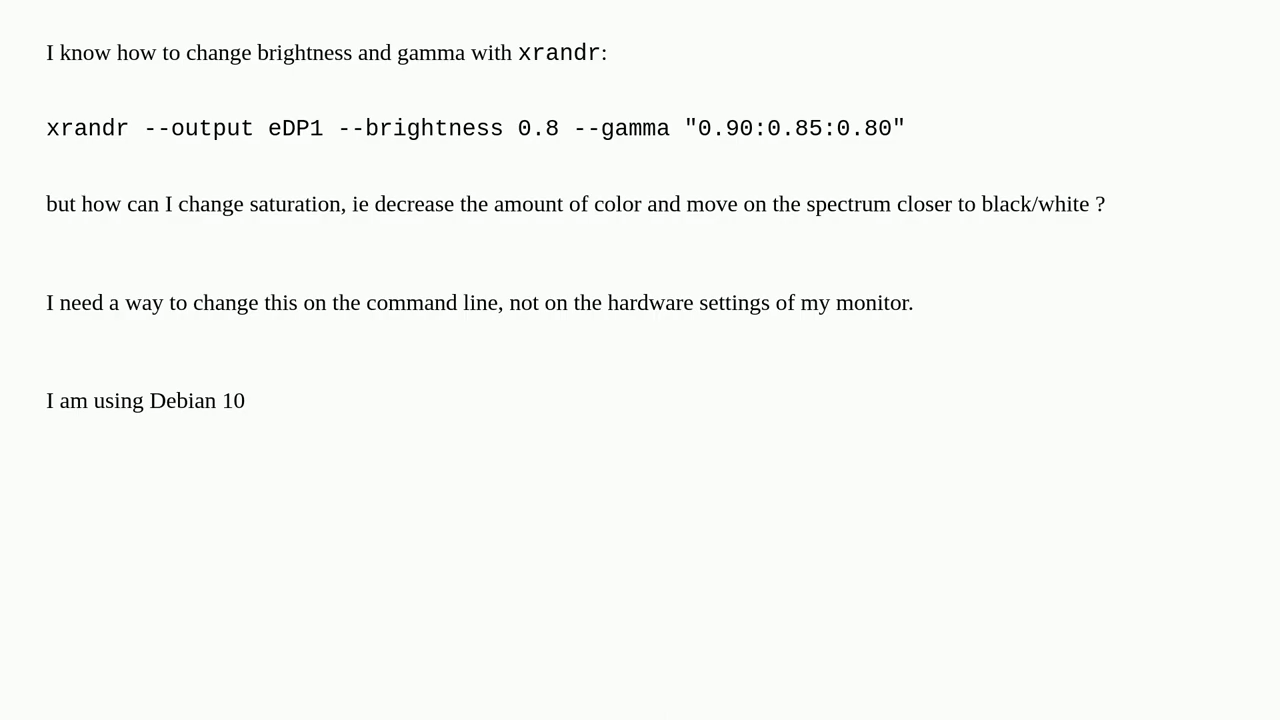 I know how to change brightness and gamma with xrandr:
xrandr --output eDP1 --brightness 0.8 --gamma "0.90:0.85:0.80"
but how can I change saturation, ie decrease the amount of color and move on the spectrum closer to black/white ?
I need a way to change this on the command line, not on the hardware settings of my monitor.
I am using Debian 10